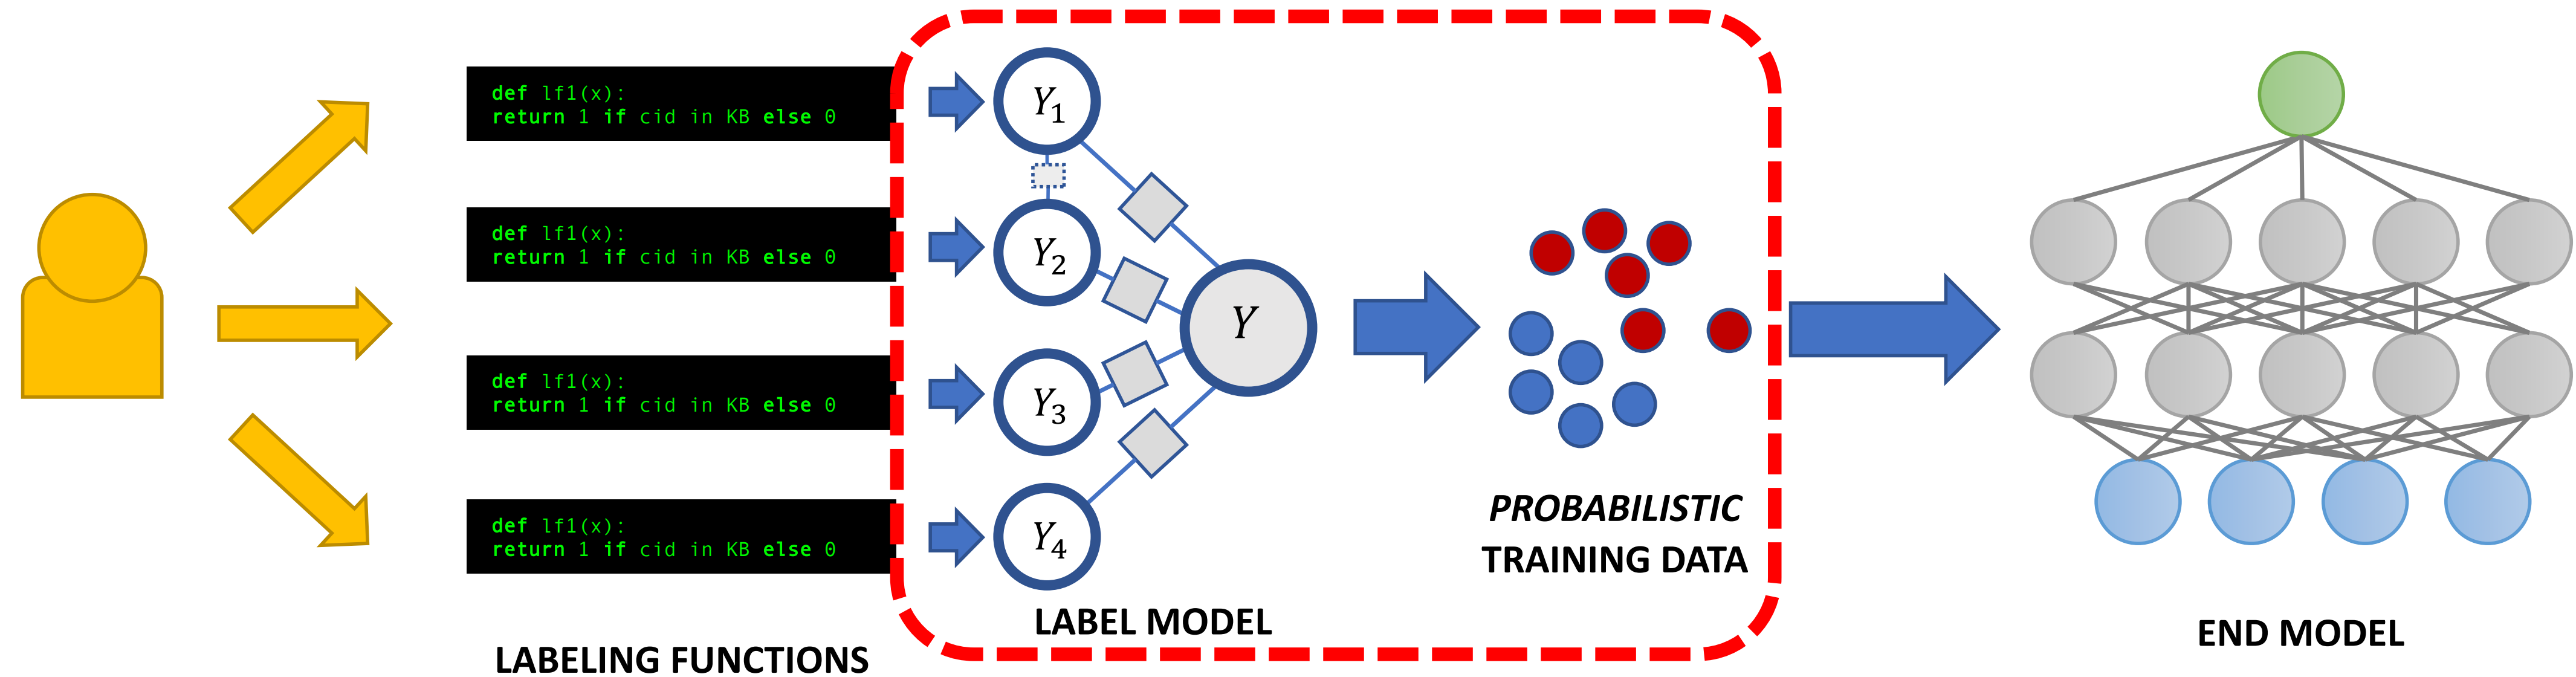 def lf1(x):
return 1 if cid in KB else 0
def lf1(x):
return 1 if cid in KB else 0
def lf1(x):
return 1 if cid in KB else 0
def lf1(x):
return 1 if cid in KB else 0
LABELING FUNCTIONS
Y1
Y2
Y3
Y4
Y
LABEL MODEL
PROBABILISTIC
TRAINING DATA
END MODEL